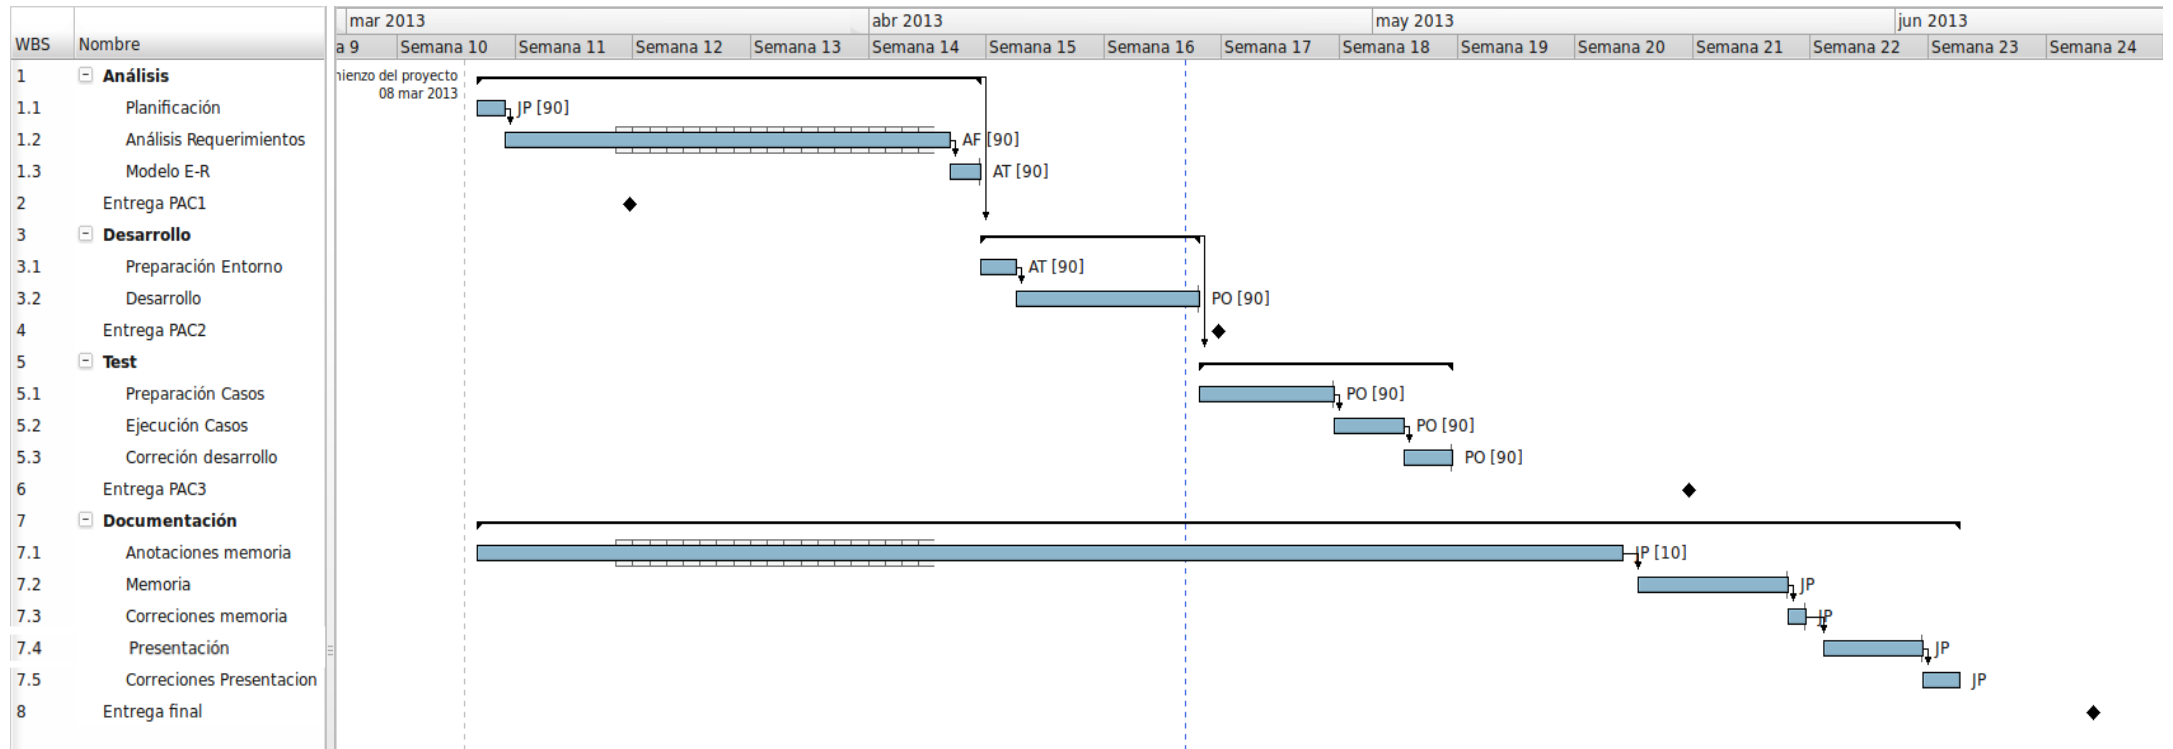 mar 2013 abr 2013 may 2013 jun 2013
WBS Nombre a 9 Semana 10 Semana 11 Semana 12 Semana 13 Semana 14 Semana 15 Semana 16 Semana 17 Semana 18 Semana 19 Semana 20 Semana 21 Semana 22 Semana 23 Semana 24
1 Análisis nienzo del proyecto
08 mar 2013
1.1 Planificación JP [90]
1.2 Análisis Requerimientos AF [90]
1.3 Modelo E-R AT [90]
2 Entrega PAC1
3 Desarrollo
3.1 Preparación Entorno AT [90]
3.2 Desarrollo PO [90]
4 Entrega PAC2
5 Test
5.1 Preparación Casos PO [90]
5.2 Ejecución Casos PO [90]
5.3 Correción desarrollo PO [90]
6 Entrega PAC3
7 Documentación
7.1 Anotaciones memoria JP [10]
7.2 Memoria JP
7.3 Correciones memoria JP
7.4 Presentación JP
7.5 Correciones Presentacion JP
8 Entrega final